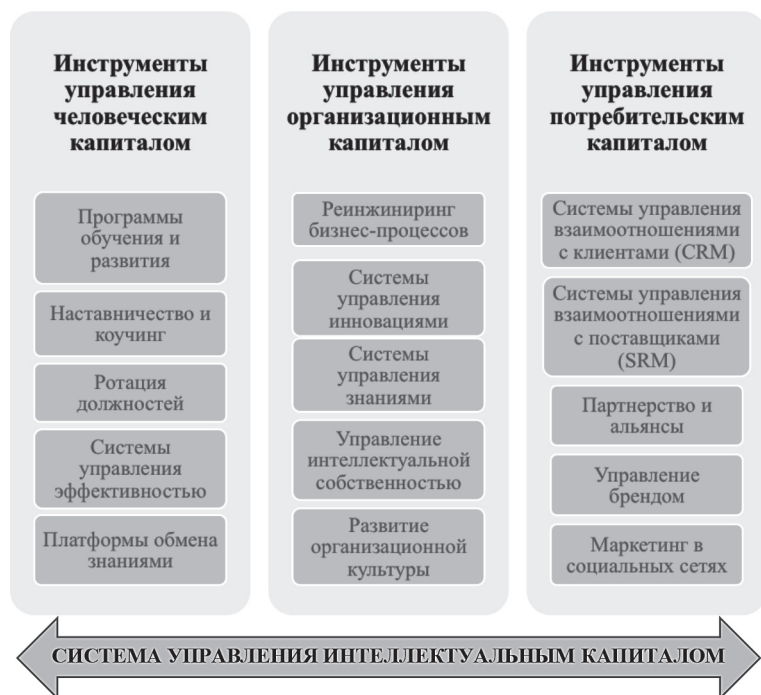 Инструменты
управления
человеческим
капиталом
Программы
обучения и
развития
Наставничество и
коучинг
Ротация
должностей
Системы
управления
эффективностью
Платформы обмена
знаниями
Инструменты
управления
организационным
капиталом
Реинжиниринг
бизнес-процессов
Системы
управления
инновациями
Системы
управления
знаниями
Управление
интеллектуальной
собственностью
Развитие
организационной
культуры
Инструменты
управления
потребительским
капиталом
Системы управления
взаимоотношениями
с клиентами (CRM)
Системы управления
взаимоотношениями
с поставщиками
(SRM)
Партнерство и
альянсы
Управление
брендом
Маркетинг в
социальных сетях
СИСТЕМА УПРАВЛЕНИЯ ИНТЕЛЛЕКТУАЛЬНЫМ КАПИТАЛОМ